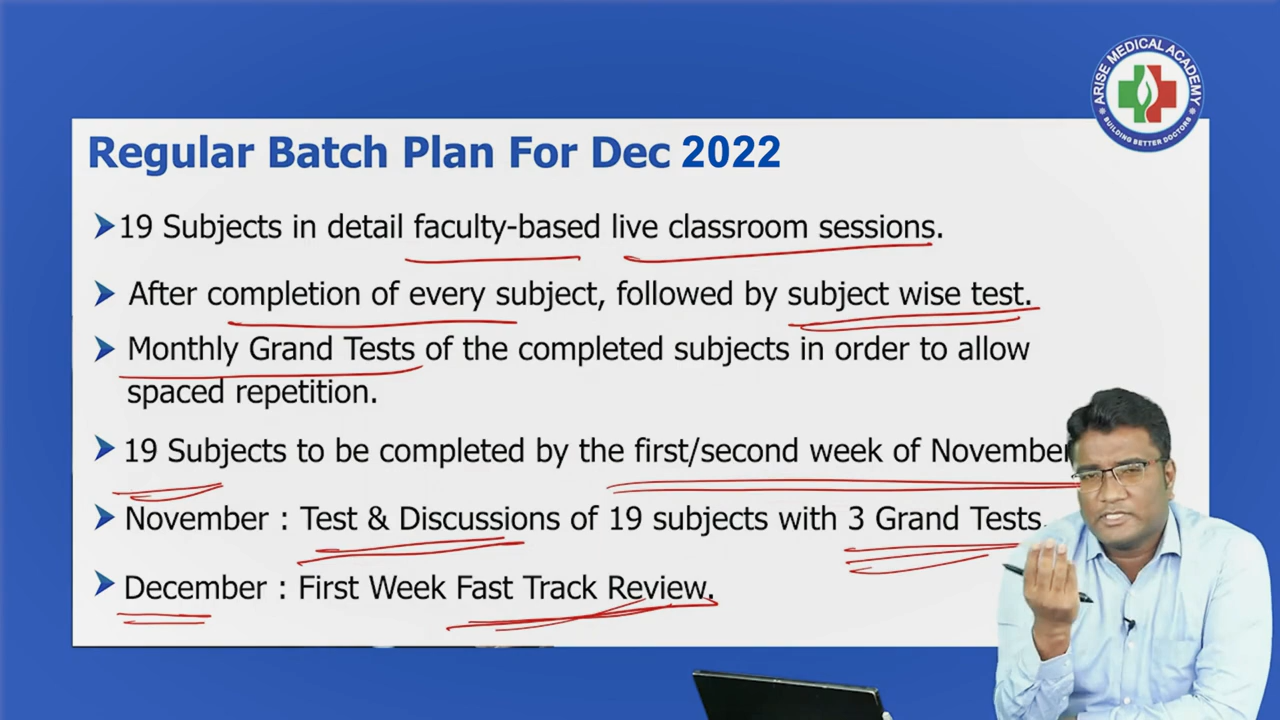 ARISE MEDICAL ACADEMY
BUILDING BETTER DOCTORS
Regular Batch Plan For Dec 2022
19 Subjects in detail faculty-based live classroom sessions.
After completion of every subject, followed by subject wise test.
Monthly Grand Tests of the completed subjects in order to allow
spaced repetition.
19 Subjects to be completed by the first/second week of November
November : Test & Discussions of 19 subjects with 3 Grand Tests.
December : First Week Fast Track Review.